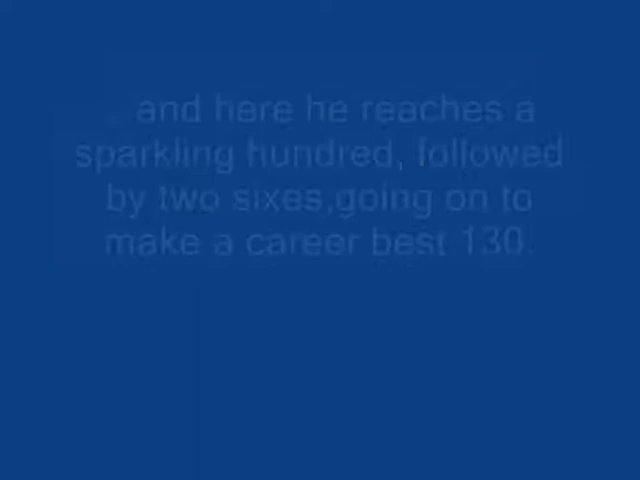 .. and here he reaches a
sparkling hundred, followed
by two sixes,going on to
make a career best 130.